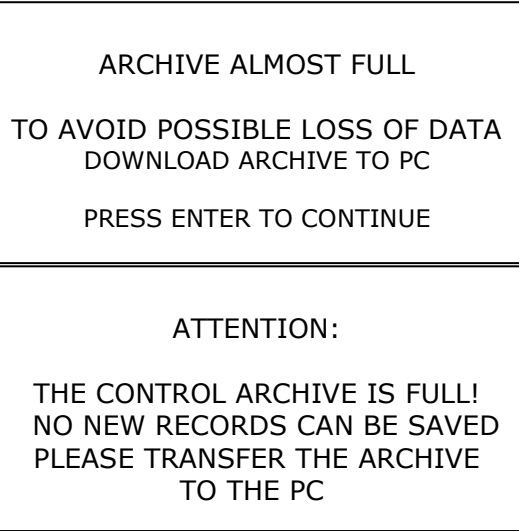 ARCHIVE ALMOST FULL
TO AVOID POSSIBLE LOSS OF DATA
DOWNLOAD ARCHIVE TO PC
PRESS ENTER TO CONTINUE
ATTENTION:
THE CONTROL ARCHIVE IS FULL!
NO NEW RECORDS CAN BE SAVED
PLEASE TRANSFER THE ARCHIVE
TO THE PC